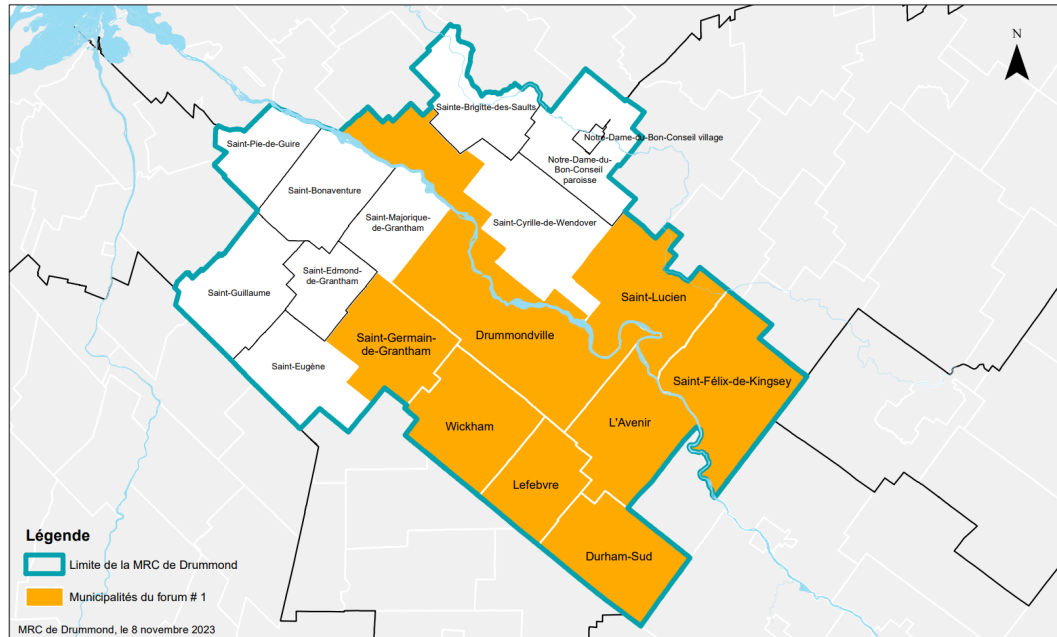 N
Sainte-Brigitte-des-Saults
Notre-Dame-du-Bon-Conseil village
Saint-Pie-de-Guire
Notre-Dame-du-
Bon-Conseil
paroisse
Saint-Bonaventure
Saint-Majorique-
de-Grantham
Saint-Cyrille-de-Wendover
Saint-Edmond-
de-Grantham
Saint-Guillaume
Saint-Lucien
Saint-Germain-
de-Grantham
Drummondville
Saint-Eugène
Saint-Félix-de-Kingsey
Wickham
L'Avenir
Lefebvre
Durham-Sud
Légende
Limite de la MRC de Drummond
Municipalités du forum # 1
MRC de Drummond, le 8 novembre 2023